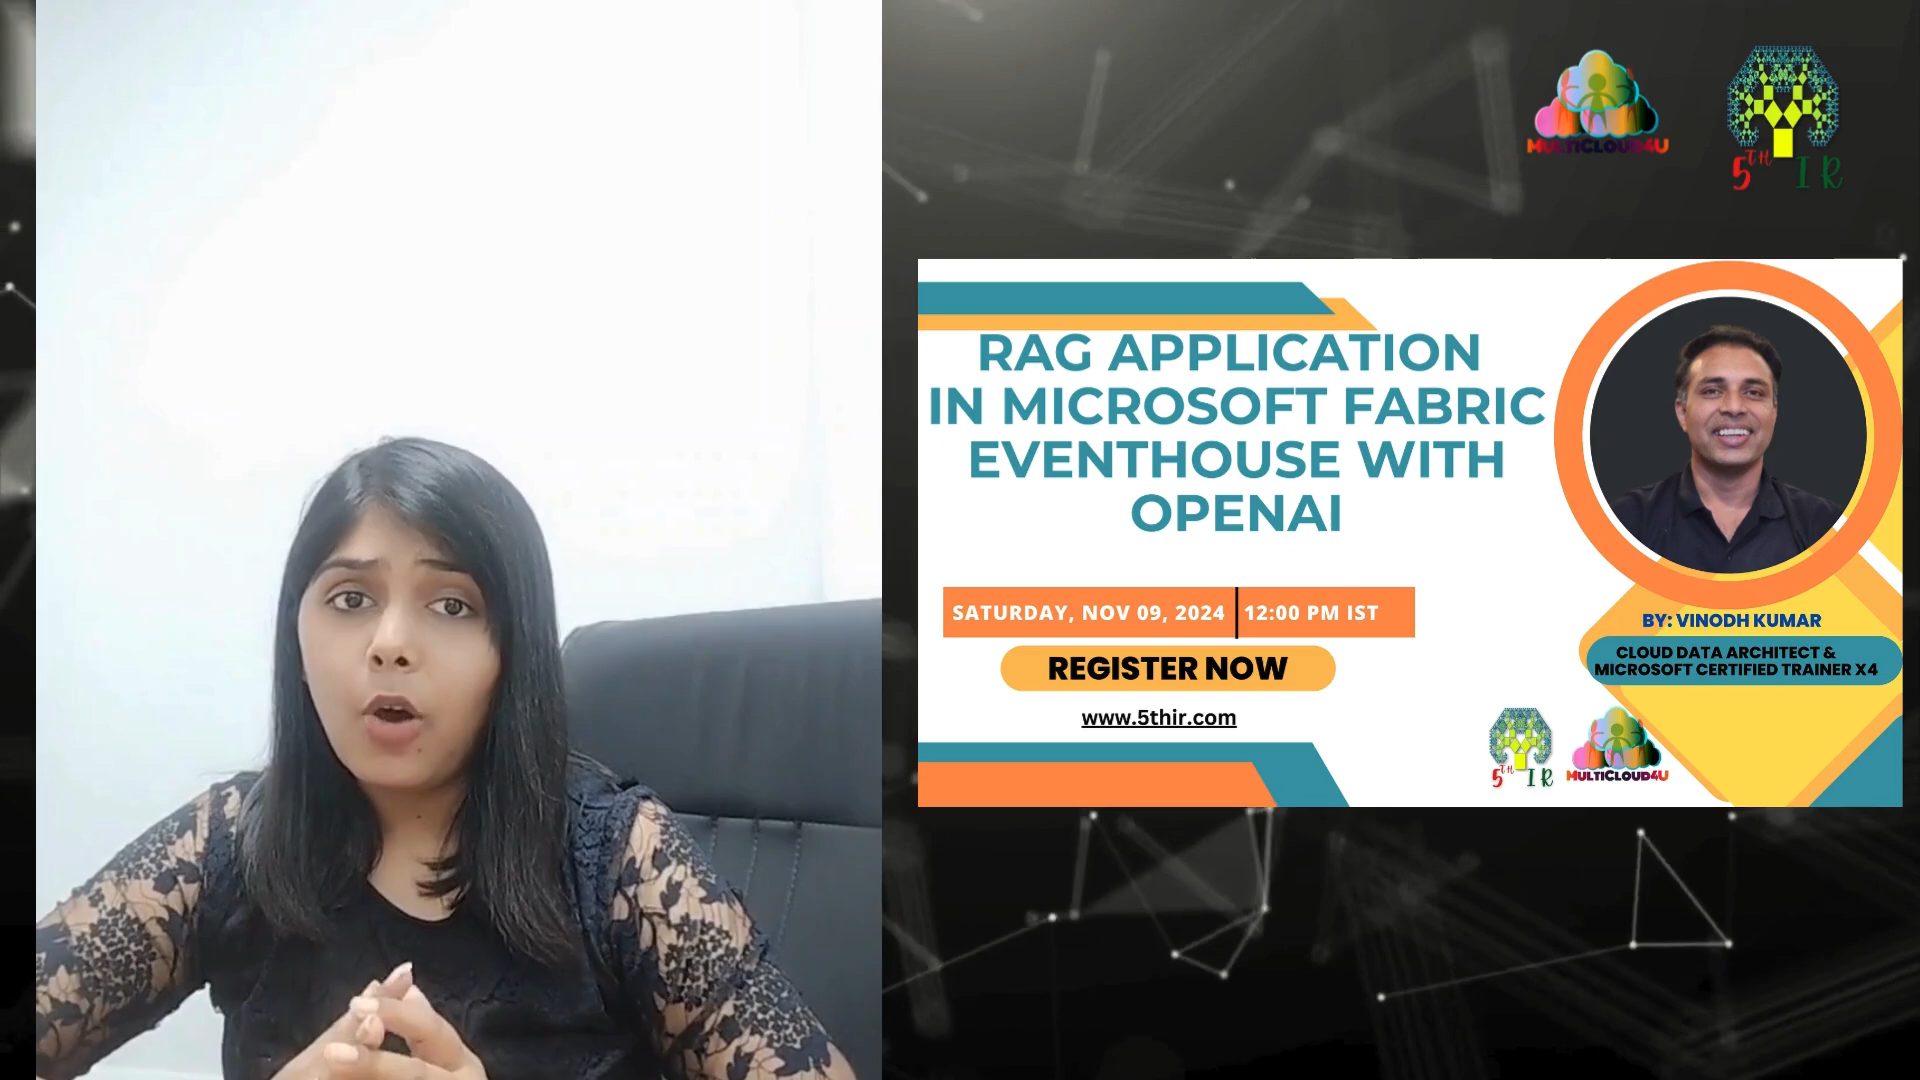 MULTICLOUD4U
5TH IR
RAG APPLICATION
IN MICROSOFT FABRIC
EVENTHOUSE WITH
OPENAI
SATURDAY, NOV 09, 2024 12:00 PM IST
REGISTER NOW
www.5thir.com
BY: VINODH KUMAR
CLOUD DATA ARCHITECT &
MICROSOFT CERTIFIED TRAINER X4
5TH IR
MULTICLOUD4U